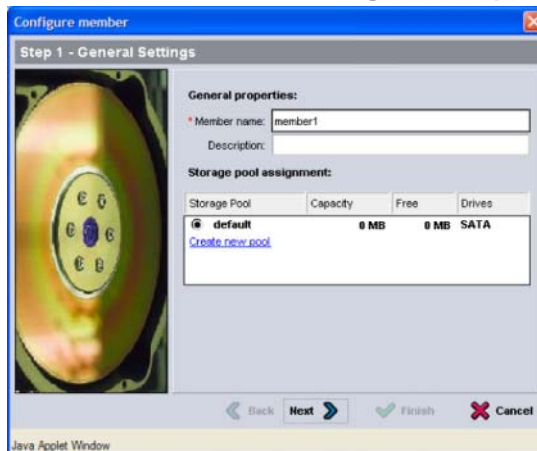 Configure member
Step 1 - General Settings
General properties:
* Member name: member1
Description:
Storage pool assignment:
Storage Pool Capacity Free Drives
default 0 MB 0 MB SATA
Create new pool
Back Next Finish Cancel
Java Applet Window